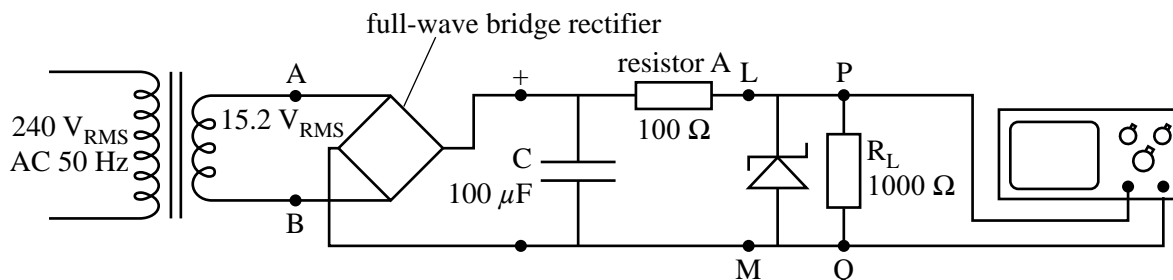 full-wave bridge rectifier
A
+
resistor A
L
P
240 V_RMS
AC 50 Hz
15.2 V_RMS
100 Ω
C
100 μF
R_L
1000 Ω
B
M
Q